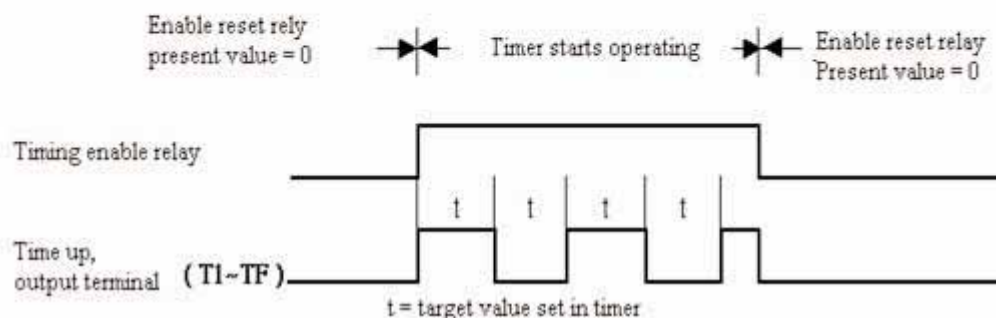 Enable reset rely
present value = 0
Timer starts operating
Enable reset relay
Present value = 0
Timing enable relay
t t t t
Time up,
output terminal (T1~TF)
t = target value set in timer